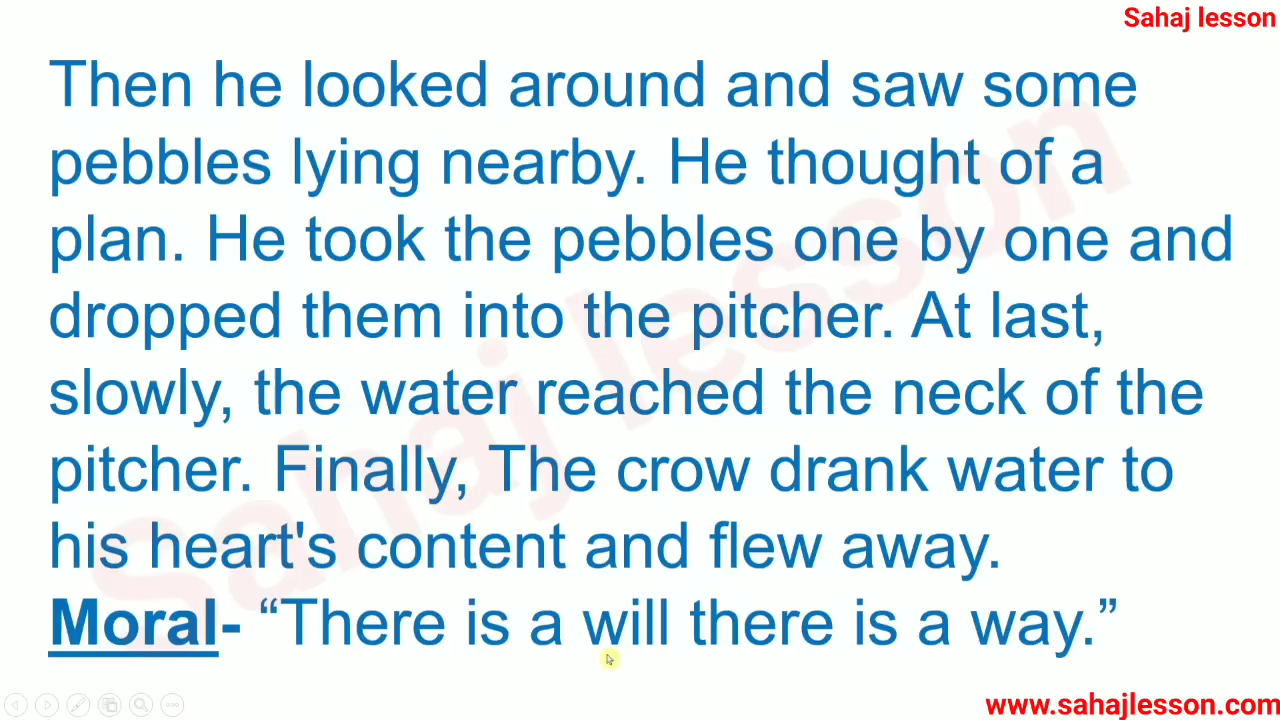 Sahaj lesson
Then he looked around and saw some
pebbles lying nearby. He thought of a
plan. He took the pebbles one by one and
dropped them into the pitcher. At last,
slowly, the water reached the neck of the
pitcher. Finally, The crow drank water to
his heart's content and flew away.
Moral- “There is a will there is a way.”
www.sahajlesson.com
Sahaj lesson